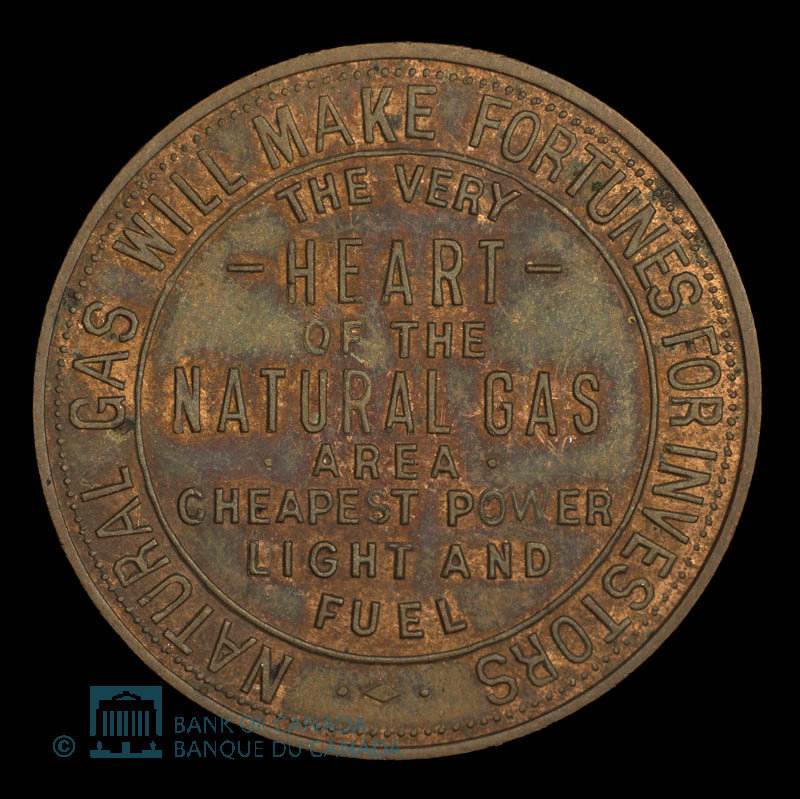 NATURAL GAS WILL MAKE FORTUNES FOR INVESTORS
THE VERY
- HEART -
OF THE
NATURAL GAS
· AREA ·
CHEAPEST POWER
LIGHT AND
FUEL
© BANK OF CANADA
BANQUE DU CANADA